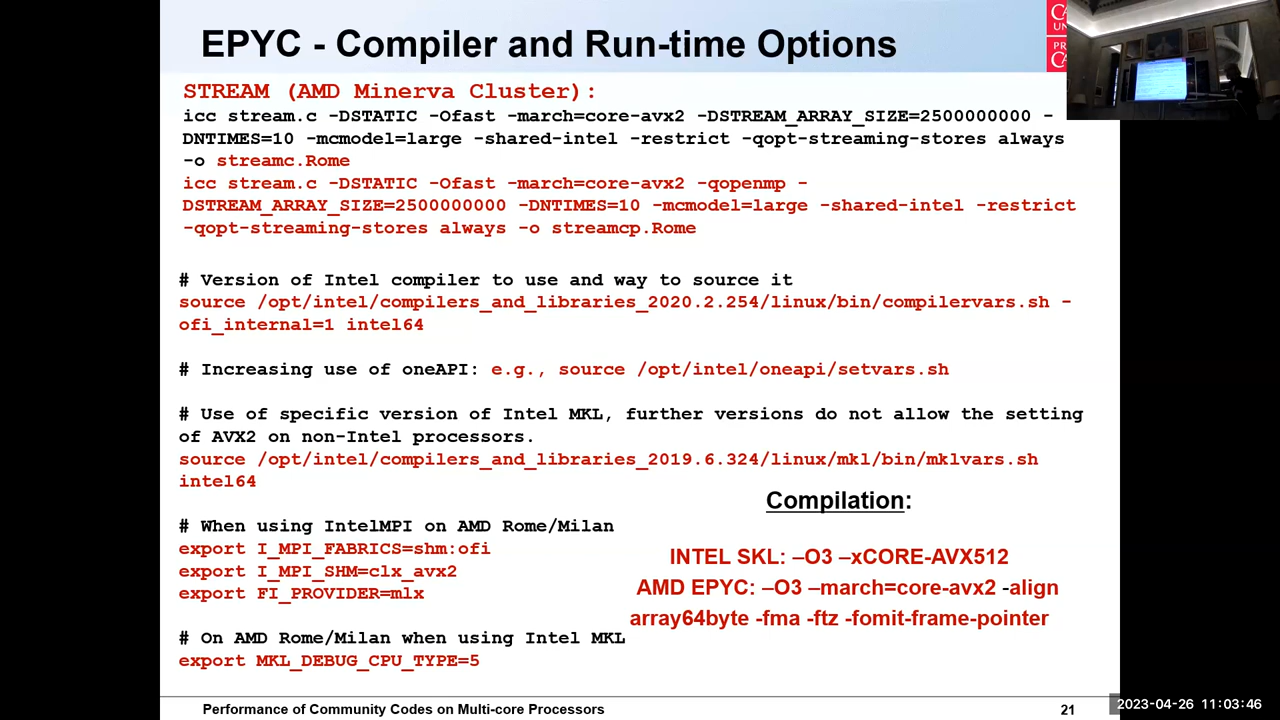 EPYC - Compiler and Run-time Options
STREAM (AMD Minerva Cluster):
icc stream.c -DSTATIC -Ofast -march=core-avx2 -DSTREAM_ARRAY_SIZE=2500000000 -
DNTIMES=10 -mcmodel=large -shared-intel -restrict -qopt-streaming-stores always
-o streamc.Rome
icc stream.c -DSTATIC -Ofast -march=core-avx2 -qopenmp -
DSTREAM_ARRAY_SIZE=2500000000 -DNTIMES=10 -mcmodel=large -shared-intel -restrict
-qopt-streaming-stores always -o streamcp.Rome
# Version of Intel compiler to use and way to source it
source /opt/intel/compilers_and_libraries_2020.2.254/linux/bin/compilervars.sh -
ofi_internal=1 intel64
# Increasing use of oneAPI: e.g., source /opt/intel/oneapi/setvars.sh
# Use of specific version of Intel MKL, further versions do not allow the setting
of AVX2 on non-Intel processors.
source /opt/intel/compilers_and_libraries_2019.6.324/linux/mkl/bin/mklvars.sh
intel64
# When using IntelMPI on AMD Rome/Milan
export I_MPI_FABRICS=shm:ofi
export I_MPI_SHM=clx_avx2
export FI_PROVIDER=mlx
# On AMD Rome/Milan when using Intel MKL
export MKL_DEBUG_CPU_TYPE=5
Compilation:
INTEL SKL: –O3 –xCORE-AVX512
AMD EPYC: –O3 –march=core-avx2 -align
array64byte -fma -ftz -fomit-frame-pointer
Performance of Community Codes on Multi-core Processors
21
2023-04-26 11:03:46